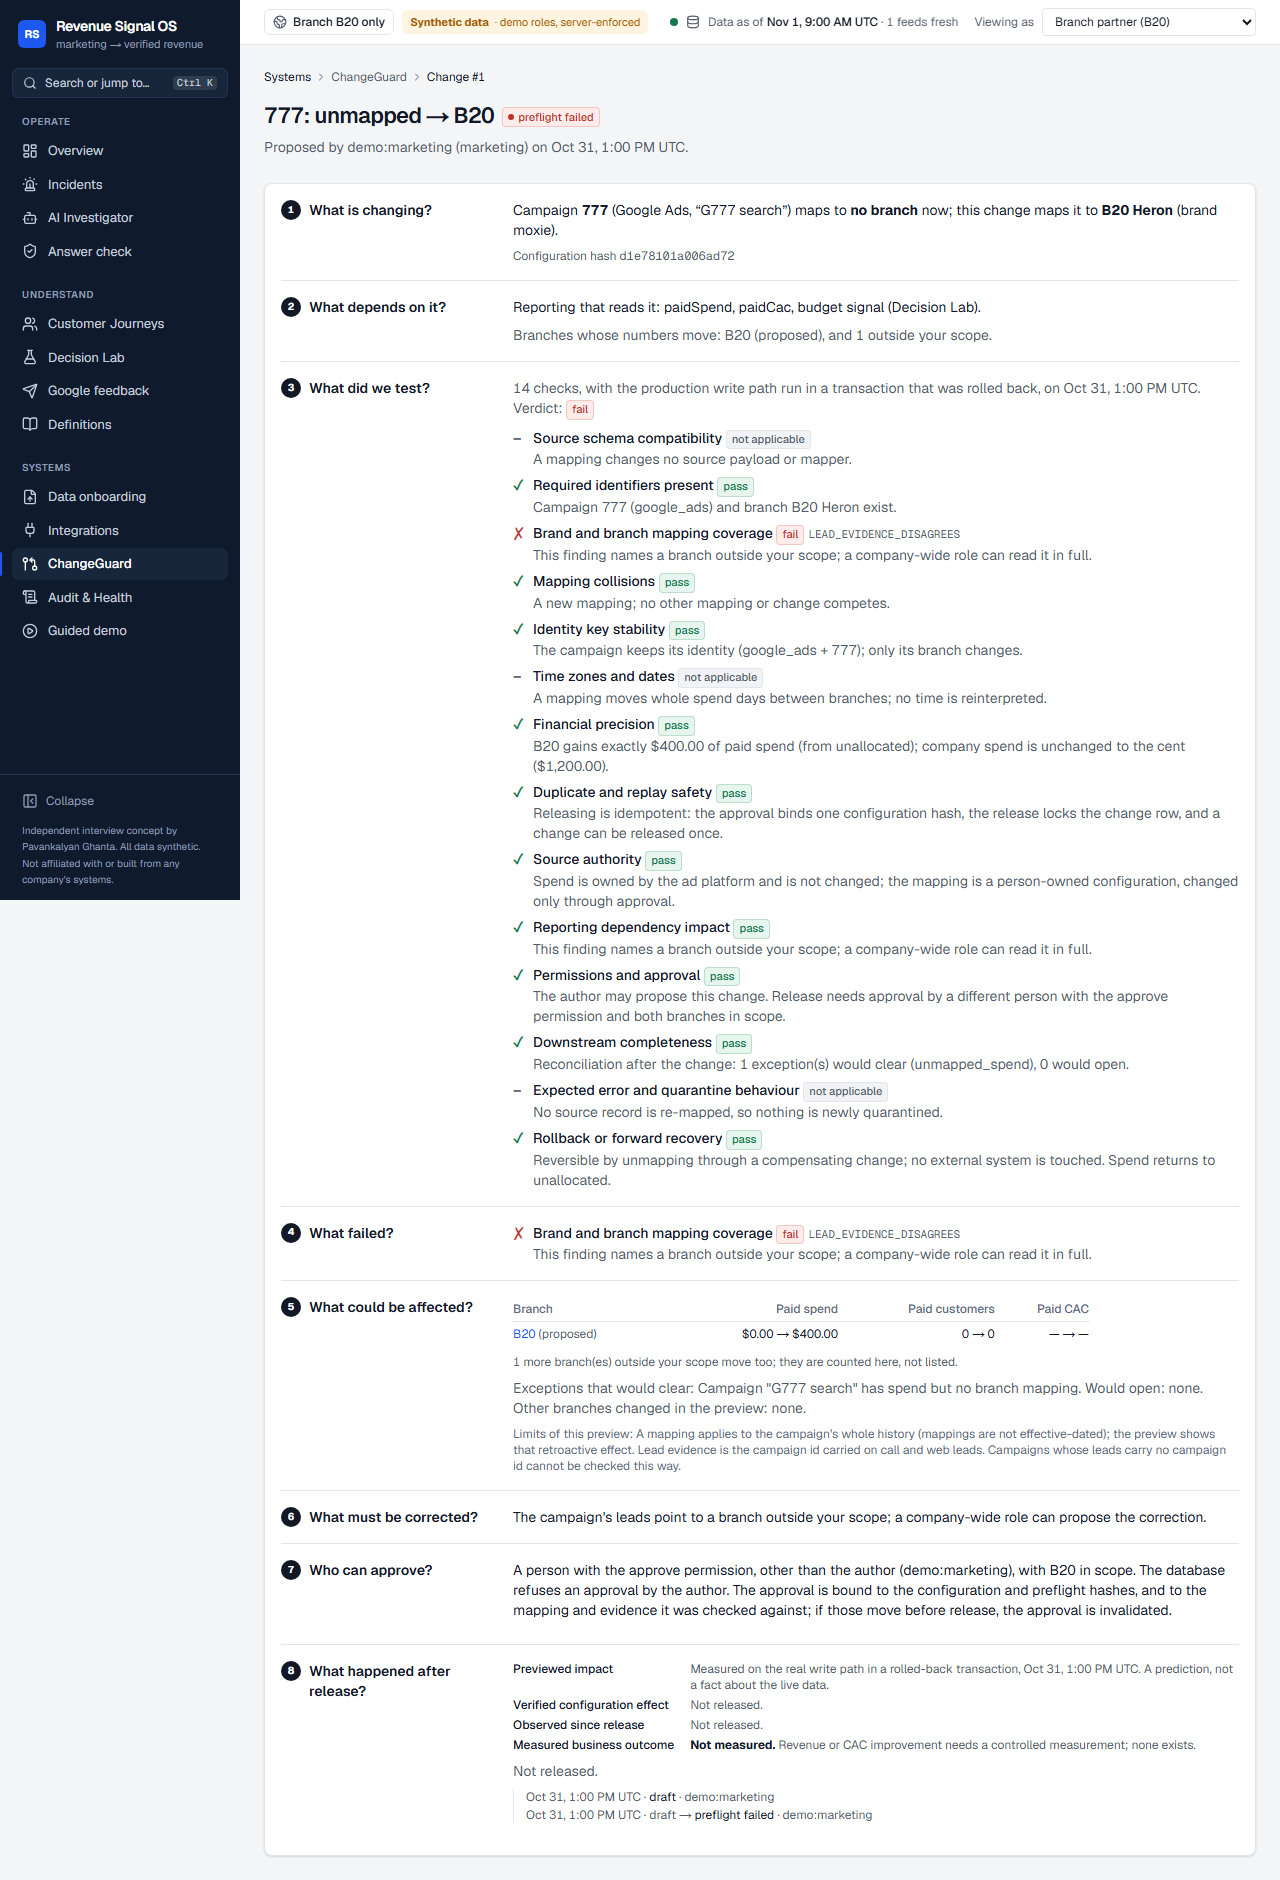 RS
Revenue Signal OS
marketing → verified revenue
Search or jump to... Ctrl K
OPERATE
Overview
Incidents
AI Investigator
Answer check
UNDERSTAND
Customer Journeys
Decision Lab
Google feedback
Definitions
SYSTEMS
Data onboarding
Integrations
ChangeGuard
Audit & Health
Guided demo
Collapse
Independent interview concept by
Pavankalyan Ghanta. All data synthetic.
Not affiliated with or built from any
company's systems.
Branch B20 only
Synthetic data · demo roles, server-enforced
Data as of Nov 1, 9:00 AM UTC · 1 feeds fresh
Viewing as
Branch partner (B20)
Systems > ChangeGuard > Change #1
777: unmapped → B20 preflight failed
Proposed by demo:marketing (marketing) on Oct 31, 1:00 PM UTC.
1 What is changing?
Campaign 777 (Google Ads, “G777 search”) maps to no branch now; this change maps it to B20 Heron (brand
moxie).
Configuration hash d1e78101a006ad72
2 What depends on it?
Reporting that reads it: paidSpend, paidCac, budget signal (Decision Lab).
Branches whose numbers move: B20 (proposed), and 1 outside your scope.
3 What did we test?
14 checks, with the production write path run in a transaction that was rolled back, on Oct 31, 1:00 PM UTC.
Verdict: fail
– Source schema compatibility not applicable
A mapping changes no source payload or mapper.
✓ Required identifiers present pass
Campaign 777 (google_ads) and branch B20 Heron exist.
✗ Brand and branch mapping coverage fail LEAD_EVIDENCE_DISAGREES
This finding names a branch outside your scope; a company-wide role can read it in full.
✓ Mapping collisions pass
A new mapping; no other mapping or change competes.
✓ Identity key stability pass
The campaign keeps its identity (google_ads + 777); only its branch changes.
– Time zones and dates not applicable
A mapping moves whole spend days between branches; no time is reinterpreted.
✓ Financial precision pass
B20 gains exactly $400.00 of paid spend (from unallocated); company spend is unchanged to the cent
($1,200.00).
✓ Duplicate and replay safety pass
Releasing is idempotent: the approval binds one configuration hash, the release locks the change row, and a
change can be released once.
✓ Source authority pass
Spend is owned by the ad platform and is not changed; the mapping is a person-owned configuration, changed
only through approval.
✓ Reporting dependency impact pass
This finding names a branch outside your scope; a company-wide role can read it in full.
✓ Permissions and approval pass
The author may propose this change. Release needs approval by a different person with the approve
permission and both branches in scope.
✓ Downstream completeness pass
Reconciliation after the change: 1 exception(s) would clear (unmapped_spend), 0 would open.
– Expected error and quarantine behaviour not applicable
No source record is re-mapped, so nothing is newly quarantined.
✓ Rollback or forward recovery pass
Reversible by unmapping through a compensating change; no external system is touched. Spend returns to
unallocated.
4 What failed?
✗ Brand and branch mapping coverage fail LEAD_EVIDENCE_DISAGREES
This finding names a branch outside your scope; a company-wide role can read it in full.
5 What could be affected?
Branch Paid spend Paid customers Paid CAC
B20 (proposed) $0.00 → $400.00 0 → 0 — → —
1 more branch(es) outside your scope move too; they are counted here, not listed.
Exceptions that would clear: Campaign "G777 search" has spend but no branch mapping. Would open: none.
Other branches changed in the preview: none.
Limits of this preview: A mapping applies to the campaign's whole history (mappings are not effective-dated); the preview shows
that retroactive effect. Lead evidence is the campaign id carried on call and web leads. Campaigns whose leads carry no campaign
id cannot be checked this way.
6 What must be corrected?
The campaign's leads point to a branch outside your scope; a company-wide role can propose the correction.
7 Who can approve?
A person with the approve permission, other than the author (demo:marketing), with B20 in scope. The database
refuses an approval by the author. The approval is bound to the configuration and preflight hashes, and to the
mapping and evidence it was checked against; if those move before release, the approval is invalidated.
8 What happened after
release?
Previewed impact Measured on the real write path in a rolled-back transaction, Oct 31, 1:00 PM UTC. A prediction, not
a fact about the live data.
Verified configuration effect Not released.
Observed since release Not released.
Measured business outcome Not measured. Revenue or CAC improvement needs a controlled measurement; none exists.
Not released.
Oct 31, 1:00 PM UTC · draft · demo:marketing
Oct 31, 1:00 PM UTC · draft → preflight failed · demo:marketing